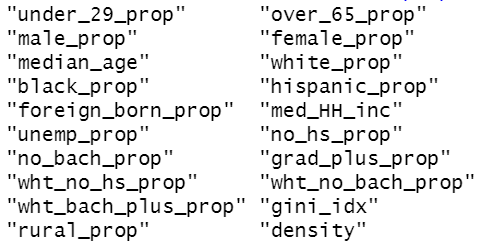 "under_29_prop" "over_65_prop"
"male_prop" "female_prop"
"median_age" "white_prop"
"black_prop" "hispanic_prop"
"foreign_born_prop" "med_HH_inc"
"unemp_prop" "no_hs_prop"
"no_bach_prop" "grad_plus_prop"
"wht_no_hs_prop" "wht_no_bach_prop"
"wht_bach_plus_prop" "gini_idx"
"rural_prop" "density"